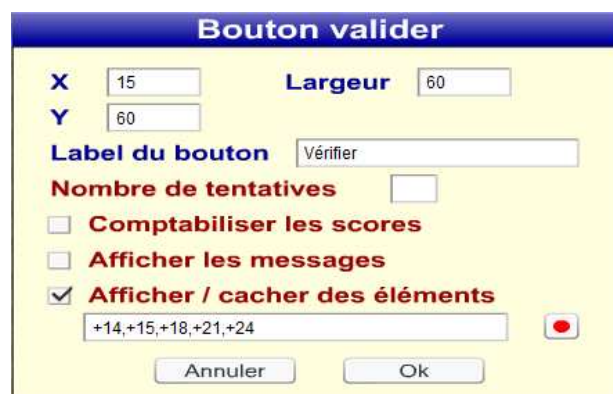 Bouton valider
X 15 Largeur 60
Y 60
Label du bouton Vérifier
Nombre de tentatives
Comptabiliser les scores
Afficher les messages
Afficher / cacher des éléments
+14,+15,+18,+21,+24
Annuler Ok